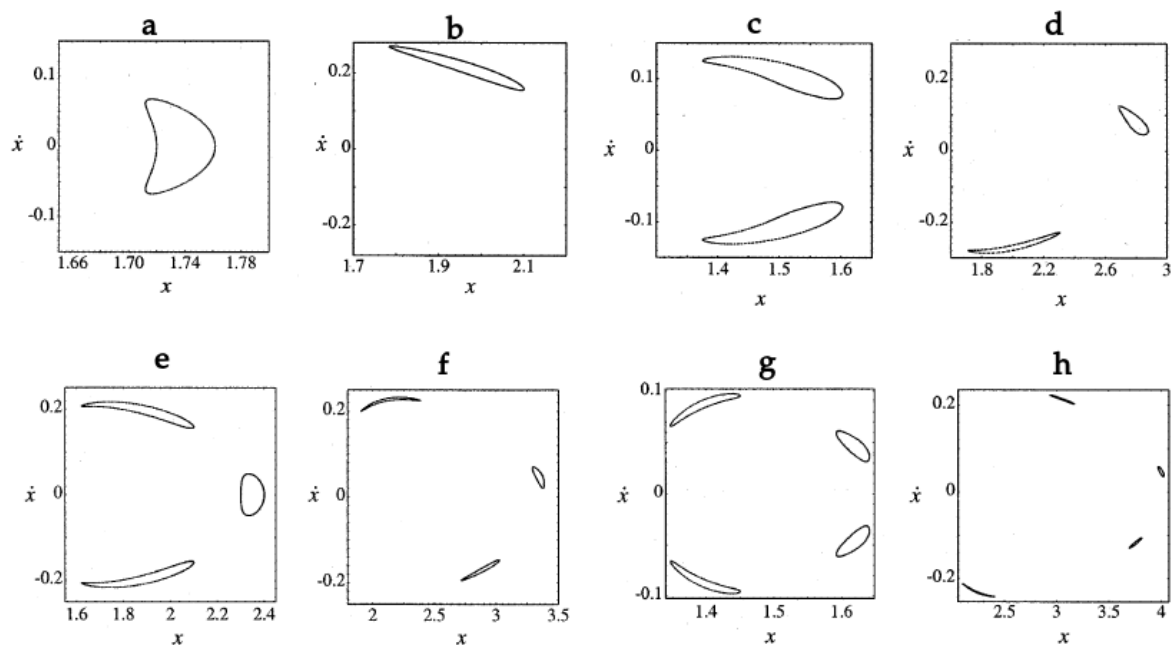 a b c d
0.1 0.2 0.1 0.2
ẋ 0 ẋ 0 ẋ 0 ẋ 0
-0.1 -0.2 -0.1 -0.2
1.66 1.70 1.74 1.78 1.7 1.9 2.1 1.4 1.5 1.6 1.8 2.2 2.6 3
x x x x
e f g h
0.2 0.2 0.1 0.2
ẋ 0 ẋ 0 ẋ 0 ẋ 0
-0.2 -0.2 -0.1 -0.2
1.6 1.8 2 2.2 2.4 2 2.5 3 3.5 1.4 1.5 1.6 2.5 3 3.5 4
x x x x